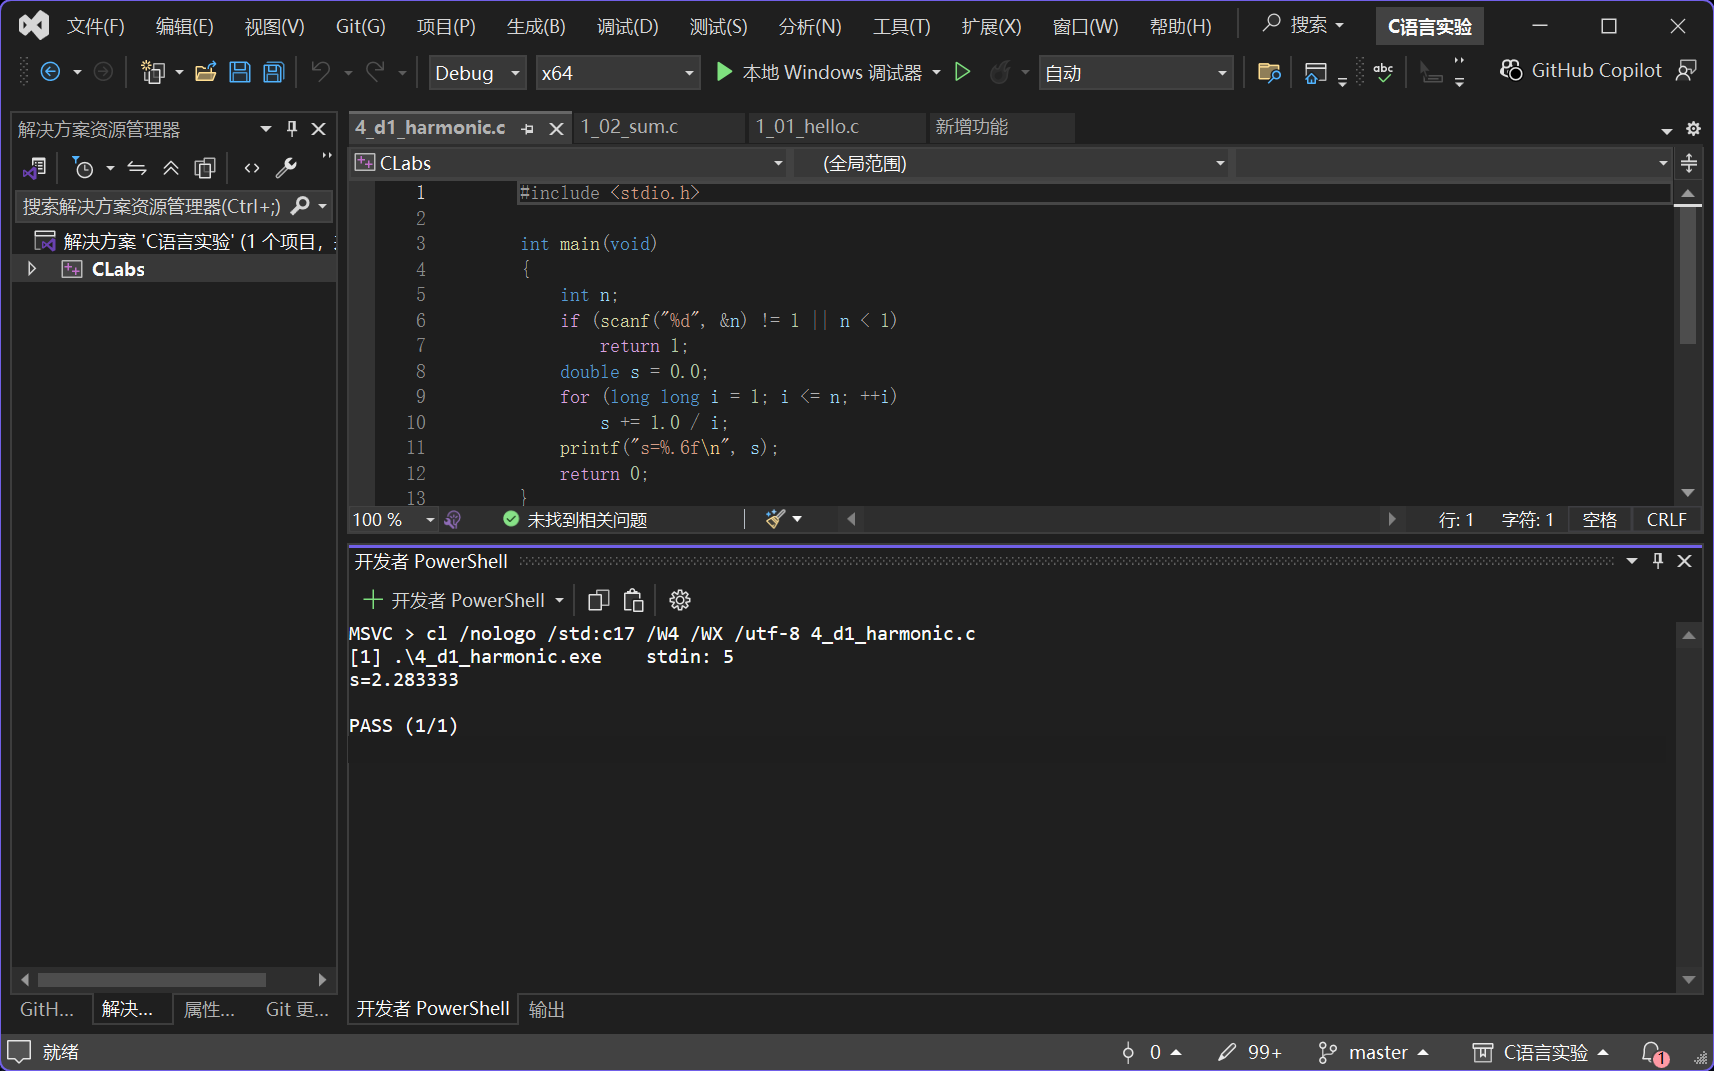 文件(F) 编辑(E) 视图(V) Git(G) 项目(P) 生成(B) 调试(D) 测试(S) 分析(N) 工具(T) 扩展(X) 窗口(W) 帮助(H) 搜索 C语言实验
Debug x64 本地 Windows 调试器 自动 GitHub Copilot
解决方案资源管理器
搜索解决方案资源管理器(Ctrl+;)
解决方案 'C语言实验' (1 个项目,
CLabs
4_d1_harmonic.c 1_02_sum.c 1_01_hello.c 新增功能
CLabs (全局范围)
1 #include <stdio.h>
2
3 int main(void)
4 {
5 int n;
6 if (scanf("%d", &n) != 1 || n < 1)
7 return 1;
8 double s = 0.0;
9 for (long long i = 1; i <= n; ++i)
10 s += 1.0 / i;
11 printf("s=%.6f\n", s);
12 return 0;
13 }
100 % 未找到相关问题 行: 1 字符: 1 空格 CRLF
开发者 PowerShell
开发者 PowerShell
MSVC > cl /nologo /std:c17 /W4 /WX /utf-8 4_d1_harmonic.c
[1] .\4_d1_harmonic.exe stdin: 5
s=2.283333
PASS (1/1)
GitH... 解决... 属性... Git 更...
开发者 PowerShell 输出
就绪 0 99+ master C语言实验 1